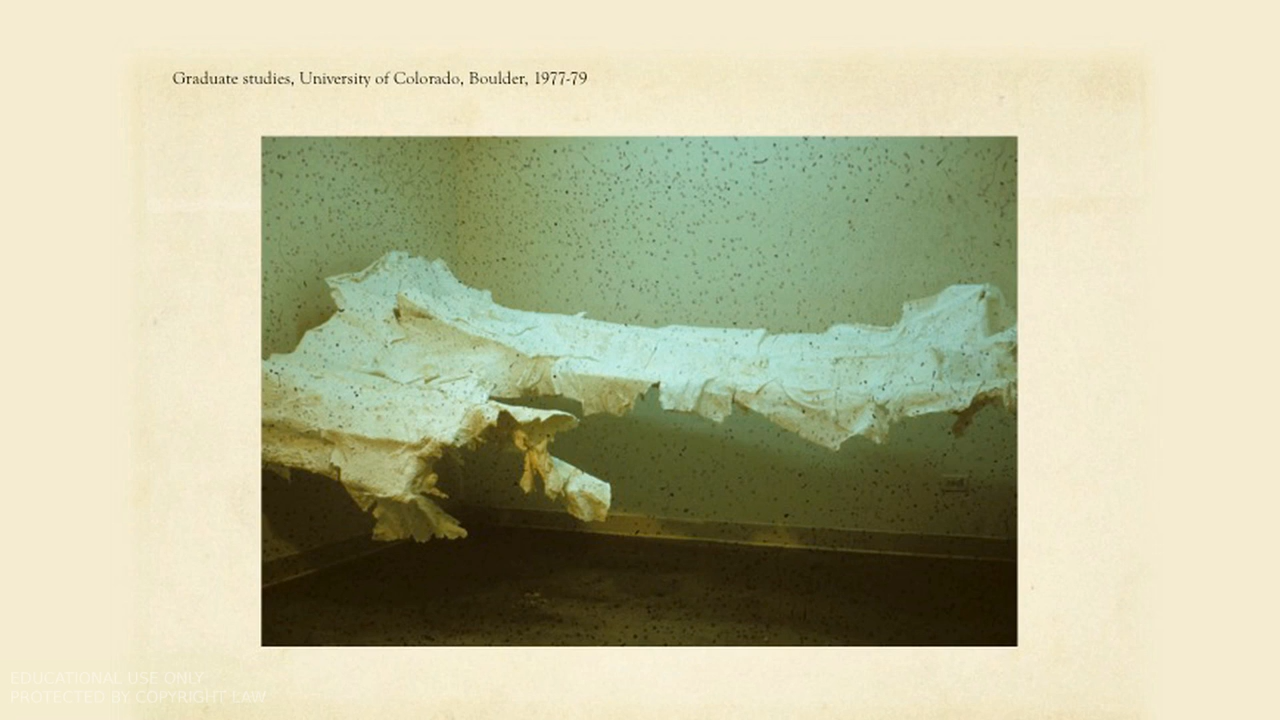 Graduate studies, University of Colorado, Boulder, 1977-79
EDUCATIONAL USE ONLY
PROTECTED BY COPYRIGHT LAW